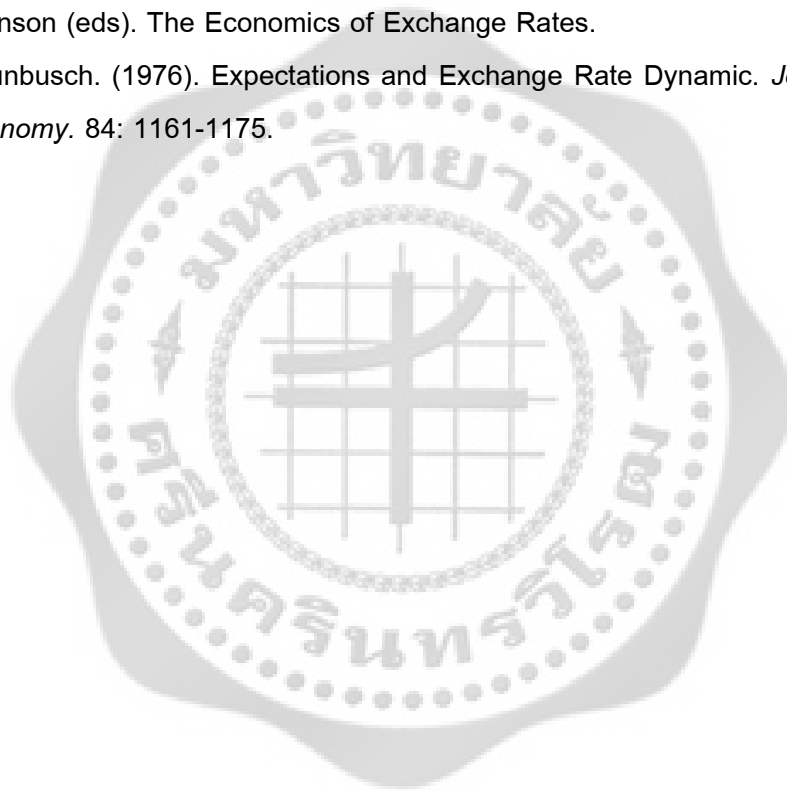 nson (eds). The Economics of Exchange Rates.
unbusch. (1976). Expectations and Exchange Rate Dynamic. J
nomy. 84: 1161-1175.
มหาวิทยาลัย
ศรีนครินทรวิโรฒ